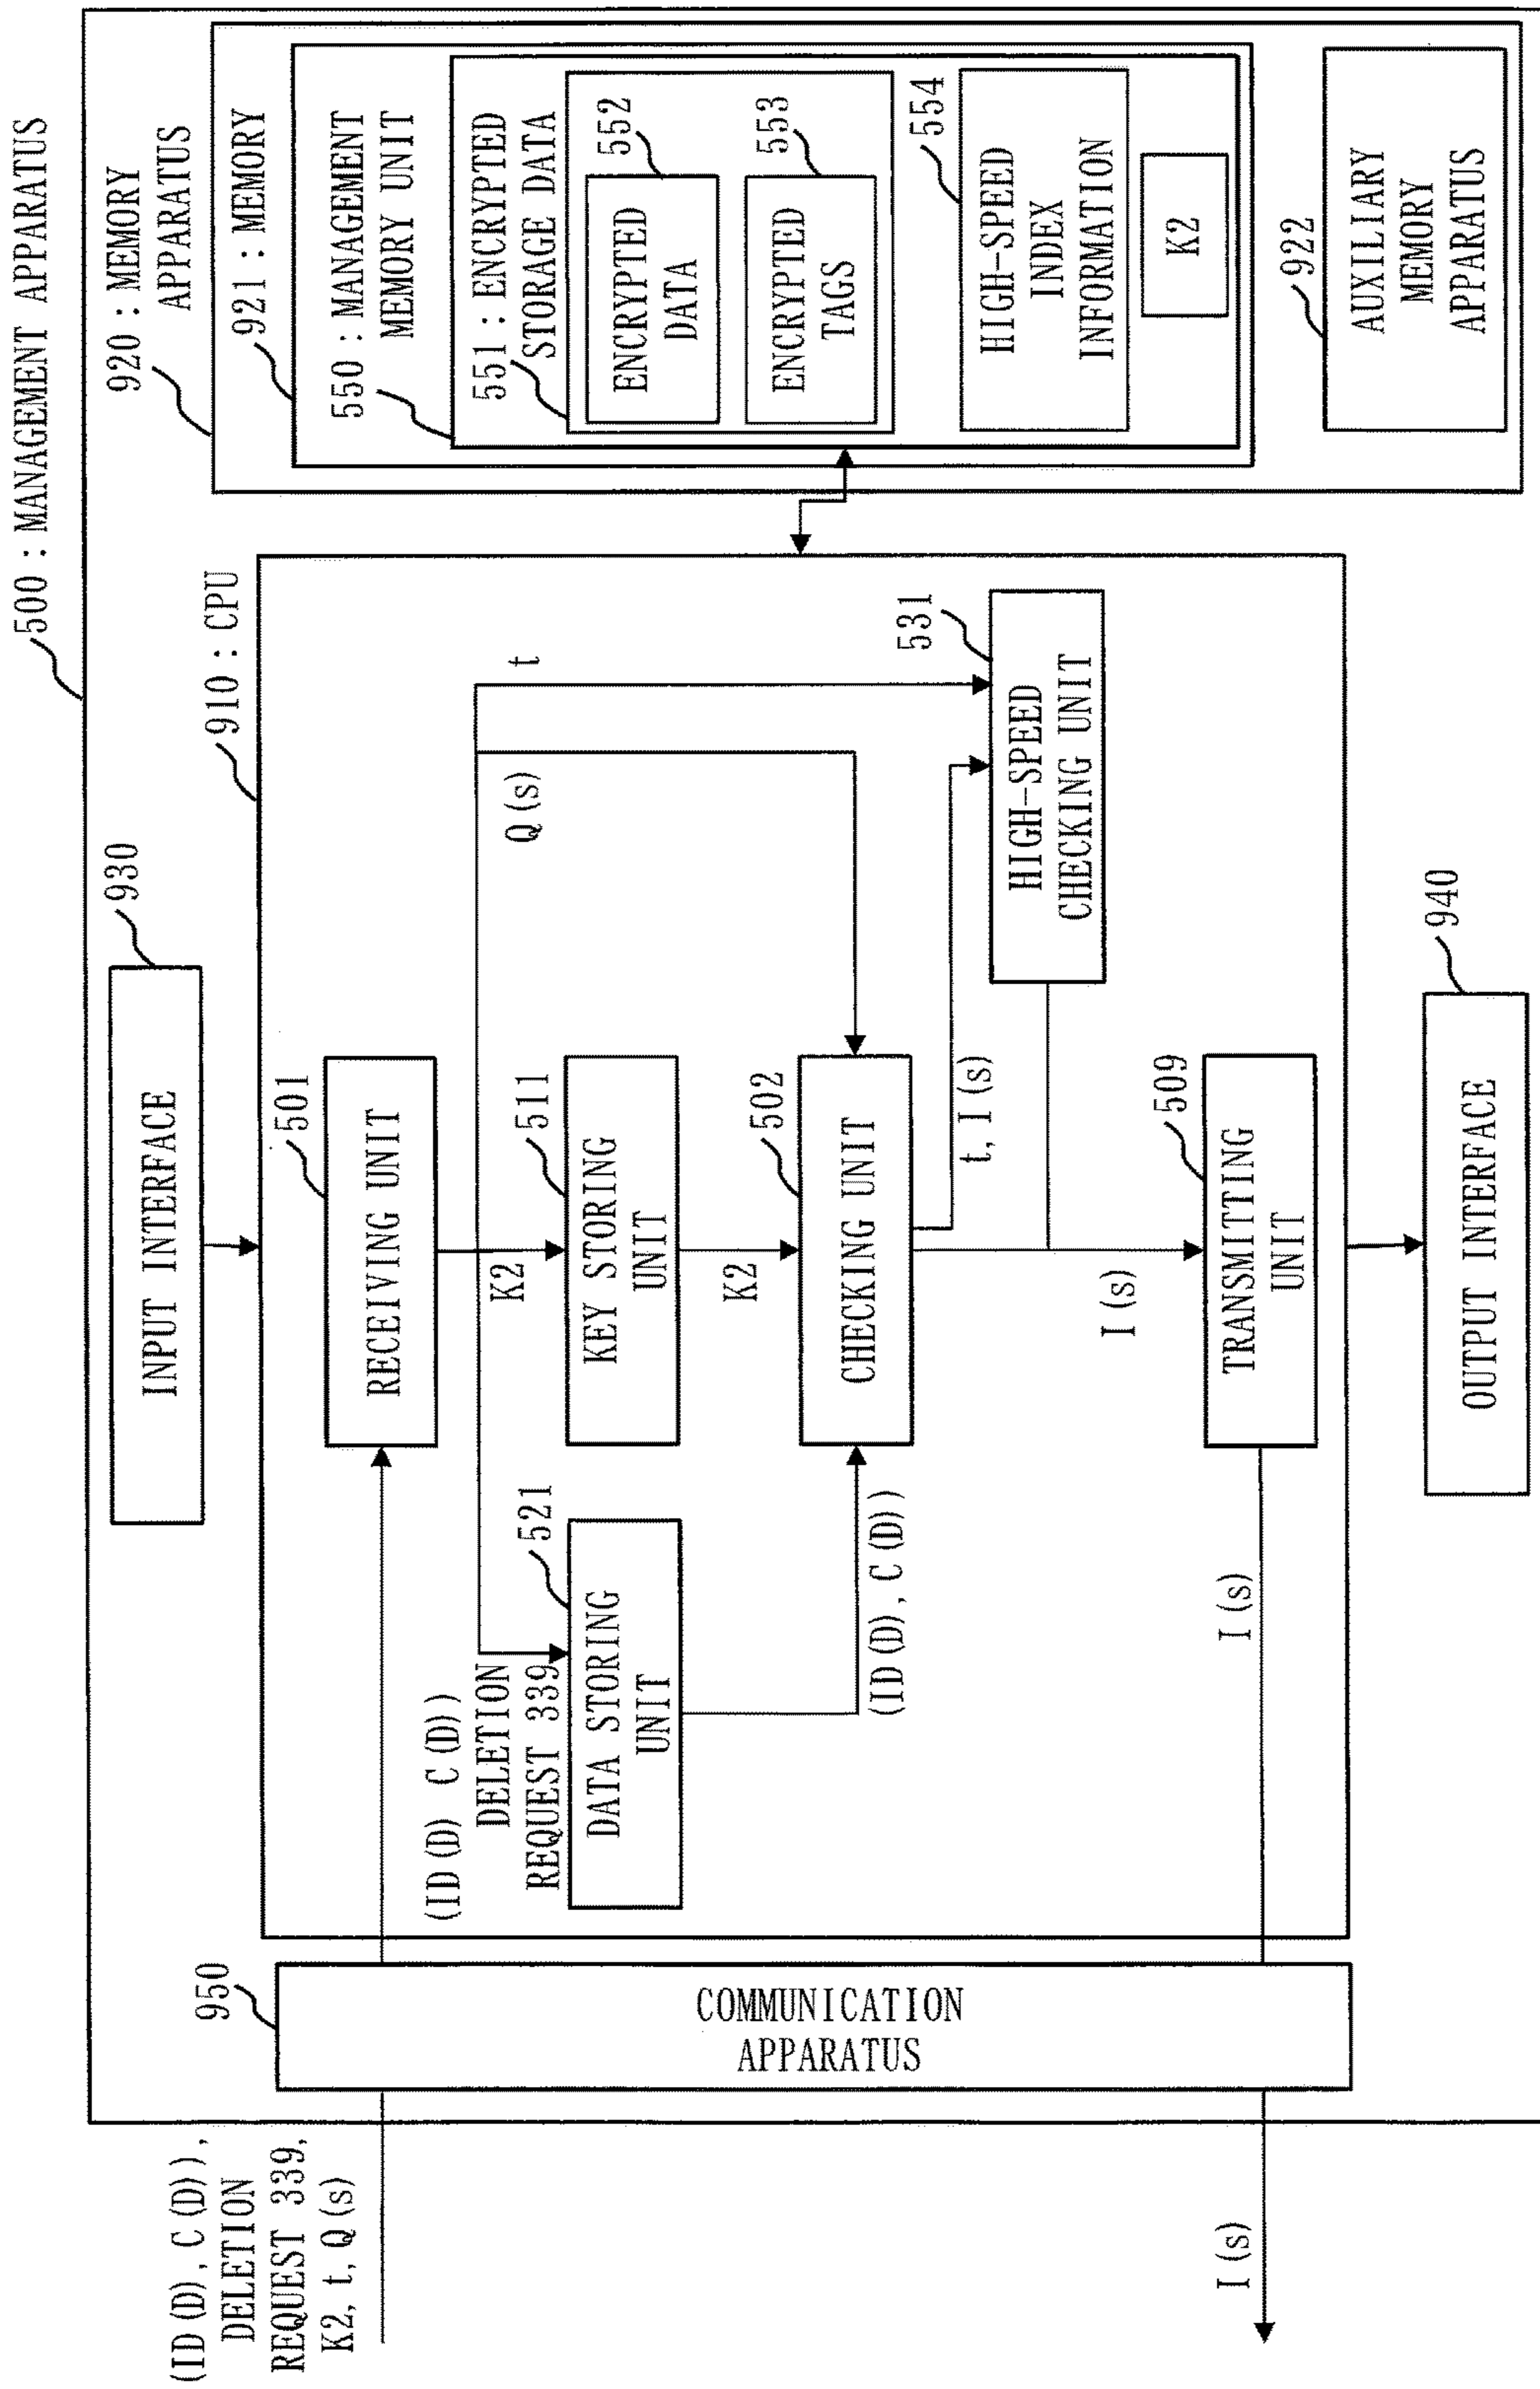 500 : MANAGEMENT APPARATUS
920 : MEMORY
APPARATUS
921 : MEMORY
550 : MANAGEMENT
MEMORY UNIT
551 : ENCRYPTED
STORAGE DATA
552
ENCRYPTED
DATA
553
ENCRYPTED
TAGS
554
HIGH-SPEED
INDEX
INFORMATION
K2
922
AUXILIARY
MEMORY
APPARATUS
930
INPUT INTERFACE
910 : CPU
501
RECEIVING UNIT
t
Q(s)
K2
511
KEY STORING
UNIT
K2
502
CHECKING UNIT
t, I(s)
531
HIGH-SPEED
CHECKING UNIT
I(s)
509
TRANSMITTING
UNIT
940
OUTPUT INTERFACE
(ID(D) C(D))
DELETION
REQUEST 339
521
DATA STORING
UNIT
(ID(D), C(D))
I(s)
950
COMMUNICATION
APPARATUS
(ID(D), C(D)),
DELETION
REQUEST 339,
K2, t, Q(s)
I(s)